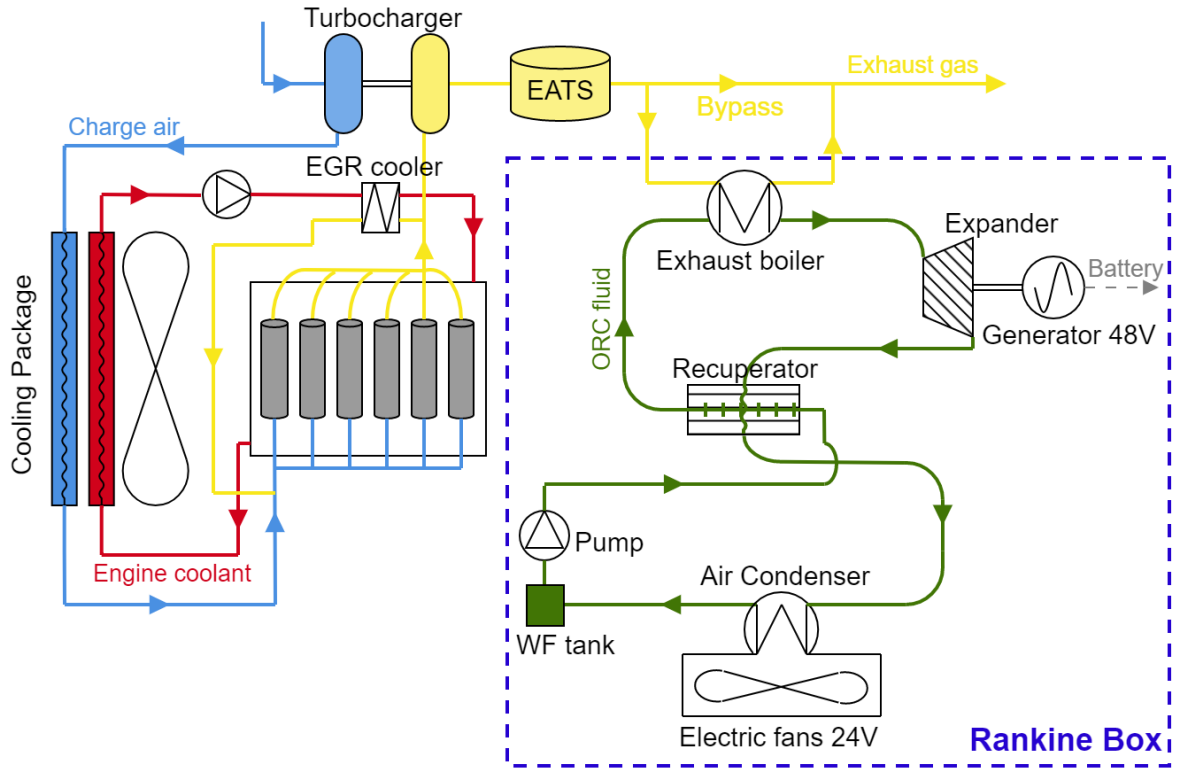 Turbocharger
EATS
Exhaust gas
Bypass
Charge air
EGR cooler
Expander
Exhaust boiler
Battery
Cooling Package
ORC fluid
Generator 48V
Recuperator
Pump
Engine coolant
Air Condenser
WF tank
Electric fans 24V
Rankine Box